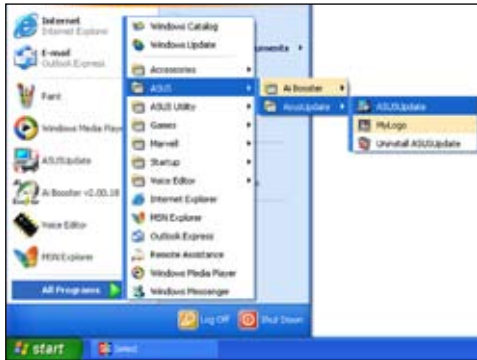 Internet
Internet Explorer
E-mail
Outlook Express
Paint
Windows Media Player
ASUSUpdate
Ai Booster v2.00.18
Voice Editor
MSN Explorer
All Programs
Windows Catalog
Windows Update
Accessories
ASUS
ASUS Utility
Games
Marvell
Startup
Voice Editor
Internet Explorer
MSN Explorer
Outlook Express
Remote Assistance
Windows Media Player
Windows Messenger
Ai Booster
AsusUpdate
ASUSUpdate
MyLogo
Uninstall ASUSUpdate
Log Off
Shut Down
start
Select